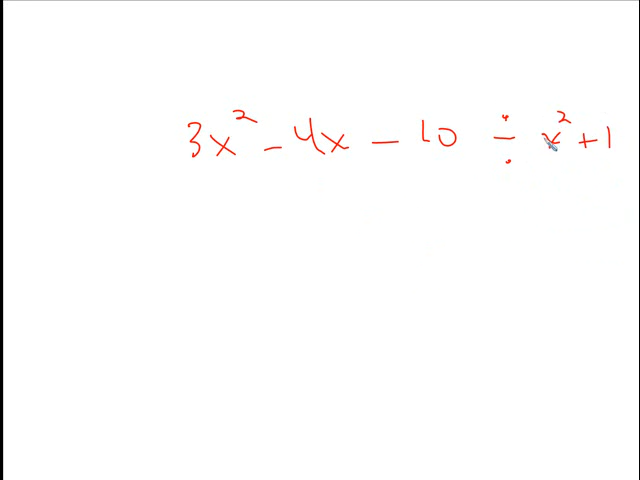 3x² - 4x - 10 ÷ x² + 1